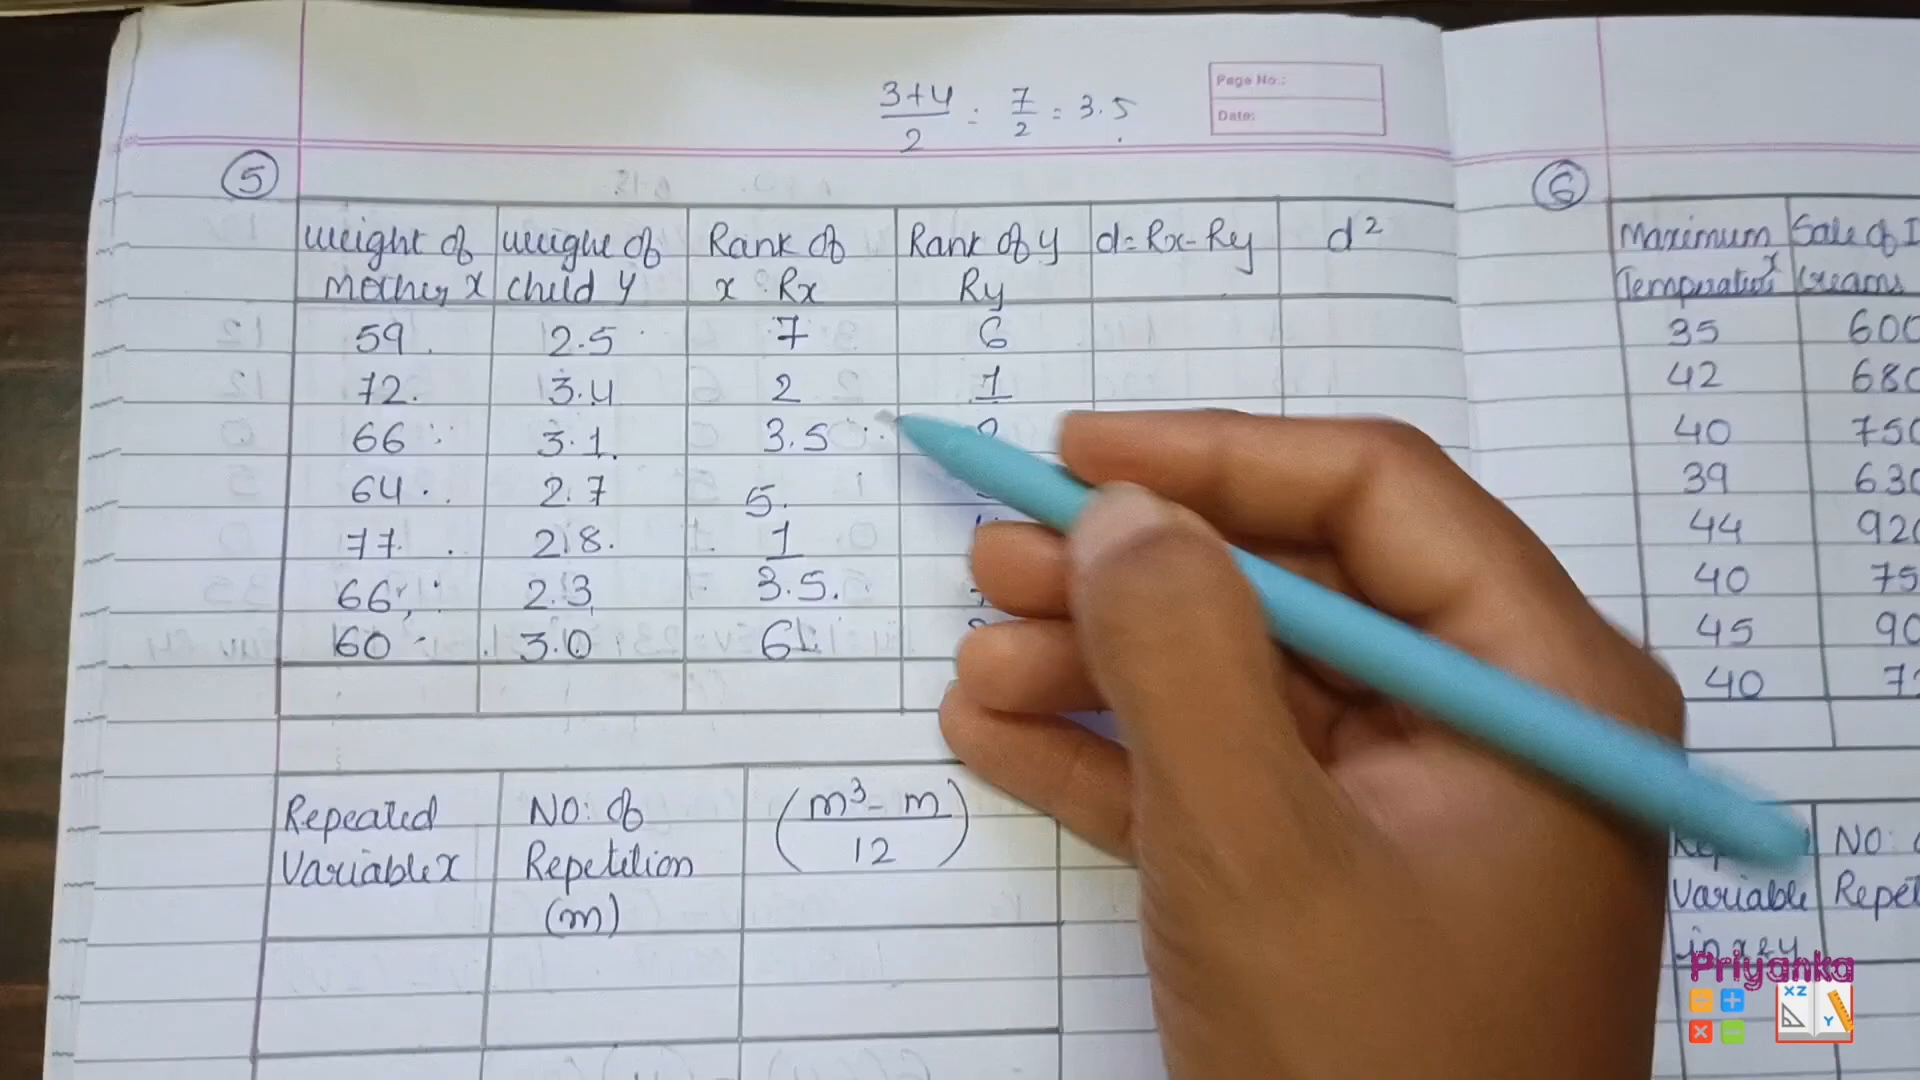 3+4/2 = 7/2 = 3.5
Page No.:
Date:
5
Weight of mother x | weight of child y | Rank of x Rx | Rank of y Ry | d=Rx-Ry | d²
59 2.5 7 6
72 3.4 2 1
66 3.1 3.5
64 2.7 5
77 2.8 1
66 2.3 3.5
60 3.0 6
Repeated Variable x | NO: of Repetition (m) | (m³ - m / 12)
6
Maximum Temperature x | Sale of
35
42
40
39
44
40
45
40
Variable
in x & y
NO:
Priyanka
XZ
Y